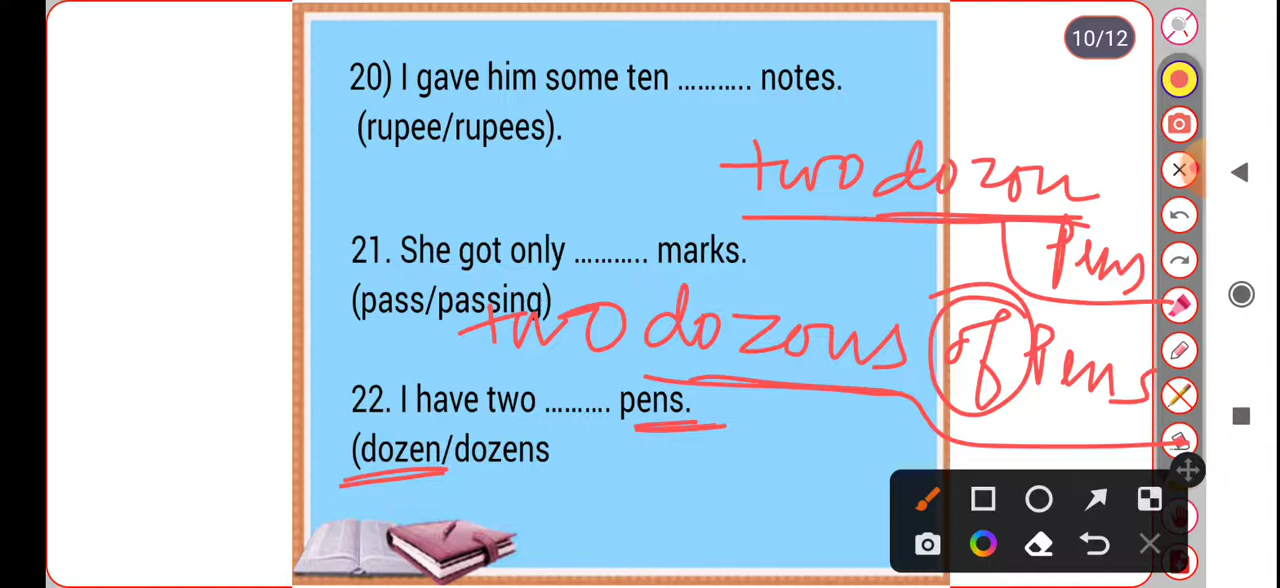 10/12
20) I gave him some ten ……….. notes.
(rupee/rupees).
two dozon
Pens
21. She got only ……….. marks.
(pass/passing)
two dozons of Pens
22. I have two ………. pens.
(dozen/dozens